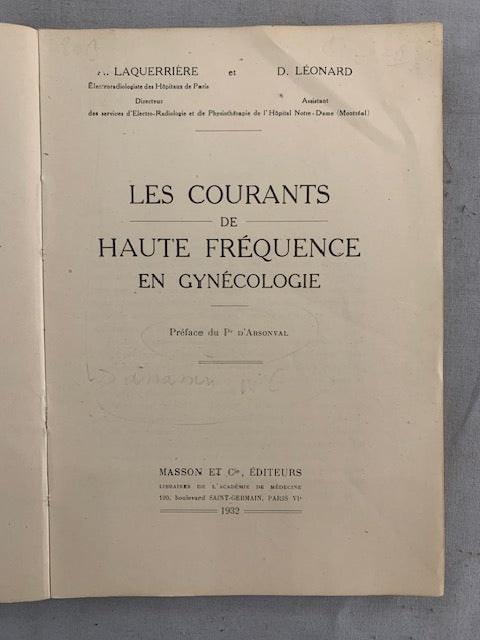 A. LAQUERRIÈRE et D. LÉONARD
Électroradiologiste des Hôpitaux de Paris
Directeur Assistant
des services d'Electro-Radiologie et de Physiothérapie de l'Hôpital Notre-Dame (Montréal)
LES COURANTS
DE
HAUTE FRÉQUENCE
EN GYNÉCOLOGIE
Préface du Pr D'ARSONVAL
MASSON ET Cie, ÉDITEURS
LIBRAIRES DE L'ACADÉMIE DE MÉDECINE
120, boulevard SAINT-GERMAIN, PARIS VIe
1932